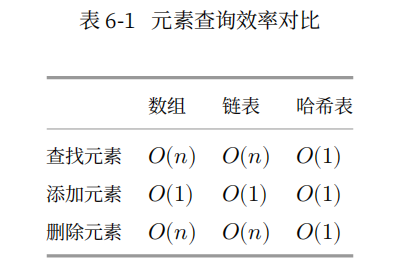 表 6-1 元素查询效率对比
数组 链表 哈希表
查找元素 O(n) O(n) O(1)
添加元素 O(1) O(1) O(1)
删除元素 O(n) O(n) O(1)